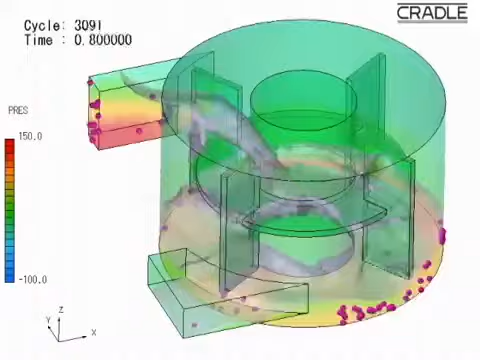 Cycle: 3091
Time : 0.800000
CRADLE
PRES
150.0
-100.0
Z
Y
X